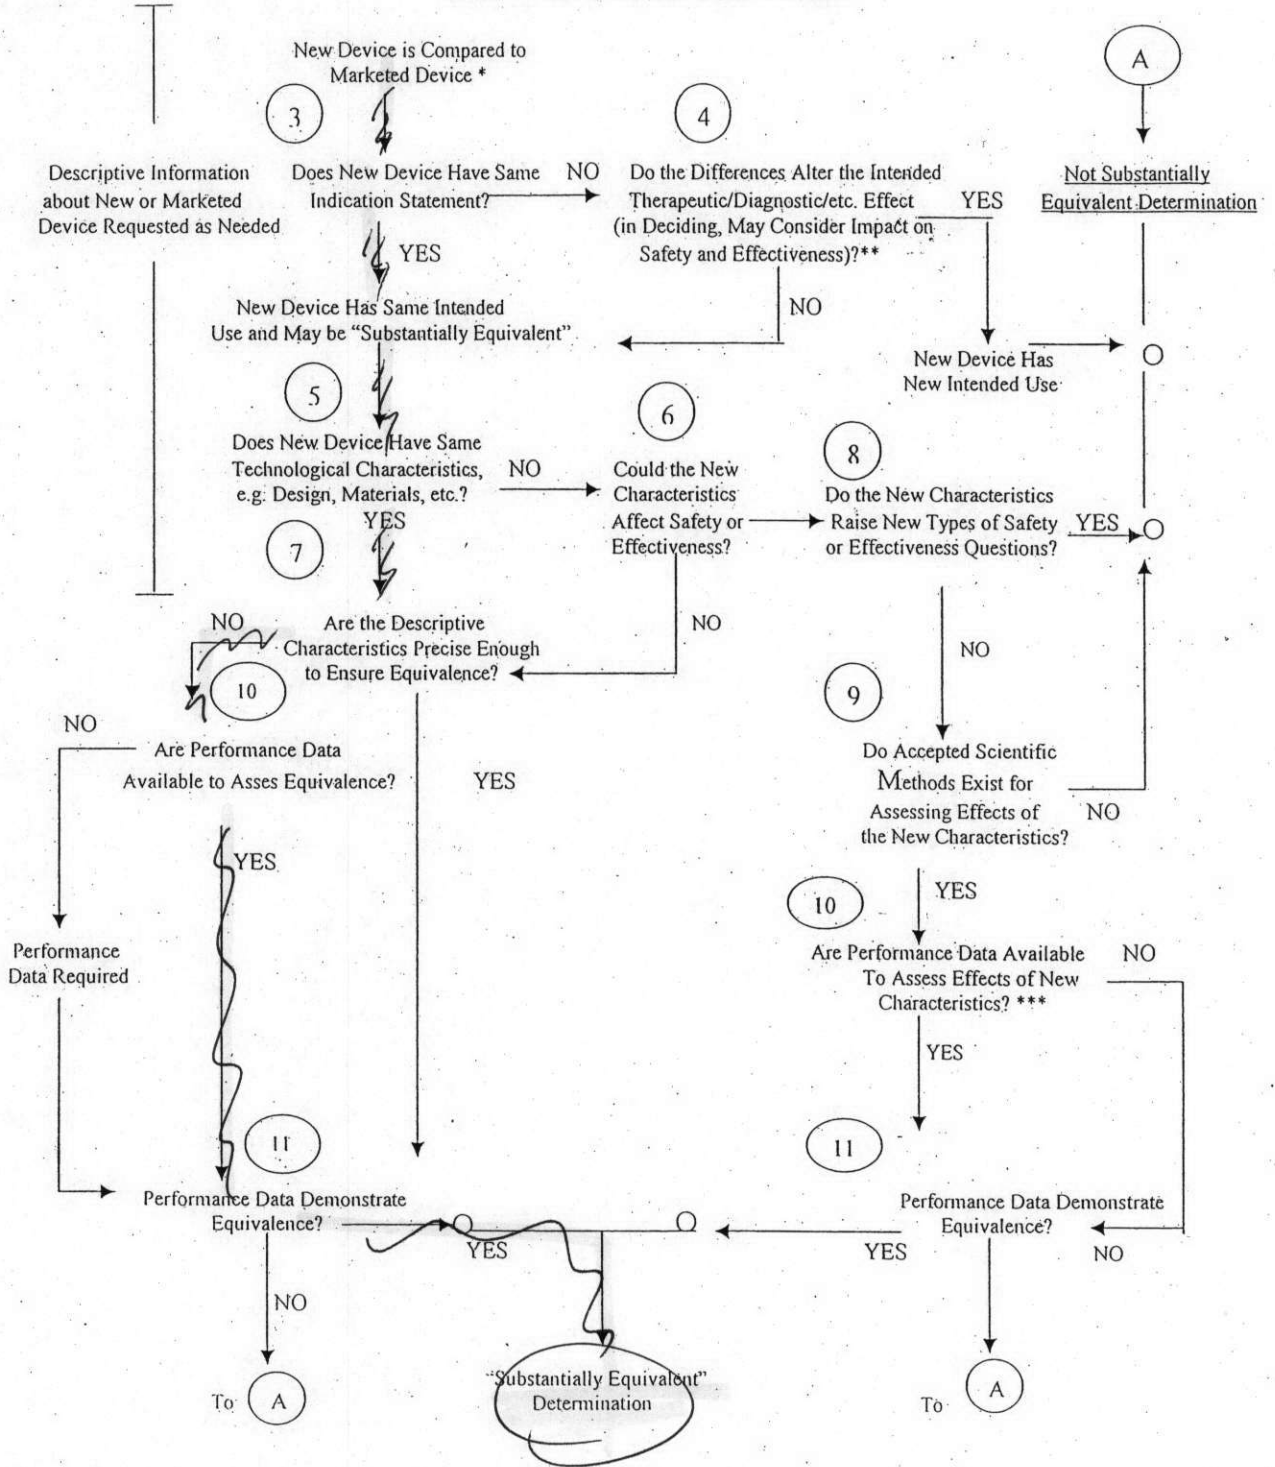 New Device is Compared to
Marketed Device *
A
3
4
Descriptive Information
about New or Marketed
Device Requested as Needed
Does New Device Have Same
Indication Statement?
NO
Do the Differences Alter the Intended
Therapeutic/Diagnostic/etc. Effect
(in Deciding, May Consider Impact on
Safety and Effectiveness)?**
YES
Not Substantially
Equivalent Determination
YES
NO
New Device Has Same Intended
Use and May be “Substantially Equivalent”
New Device Has
New Intended Use
5
6
8
Does New Device Have Same
Technological Characteristics,
e.g. Design, Materials, etc.?
NO
Could the New
Characteristics
Affect Safety or
Effectiveness?
Do the New Characteristics
Raise New Types of Safety
or Effectiveness Questions?
YES
YES
7
NO
Are the Descriptive
Characteristics Precise Enough
to Ensure Equivalence?
NO
NO
10
9
NO
Are Performance Data
Available to Asses Equivalence?
YES
Do Accepted Scientific
Methods Exist for
Assessing Effects of
the New Characteristics?
NO
YES
YES
10
Performance
Data Required
Are Performance Data Available
To Assess Effects of New
Characteristics? ***
NO
YES
11
11
Performance Data Demonstrate
Equivalence?
YES
YES
Performance Data Demonstrate
Equivalence?
NO
NO
To A
“Substantially Equivalent”
Determination
To A